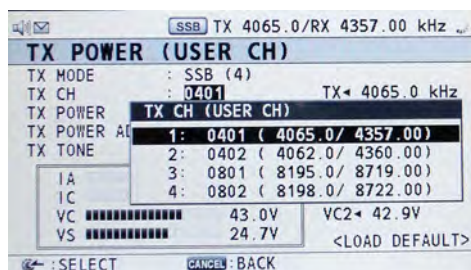 SSB TX 4065.0/RX 4357.00 kHz
TX POWER (USER CH)
TX MODE : SSB (4)
TX CH : 0401 TX◂ 4065.0 kHz
TX POWER
TX POWER AD
TX TONE
TX CH (USER CH)
1: 0401 ( 4065.0/ 4357.00)
2: 0402 ( 4062.0/ 4360.00)
3: 0801 ( 8195.0/ 8719.00)
4: 0802 ( 8198.0/ 8722.00)
IA
IC
VC 43.0V VC2◂ 42.9V
VS 24.7V <LOAD DEFAULT>
:SELECT CANCEL:BACK